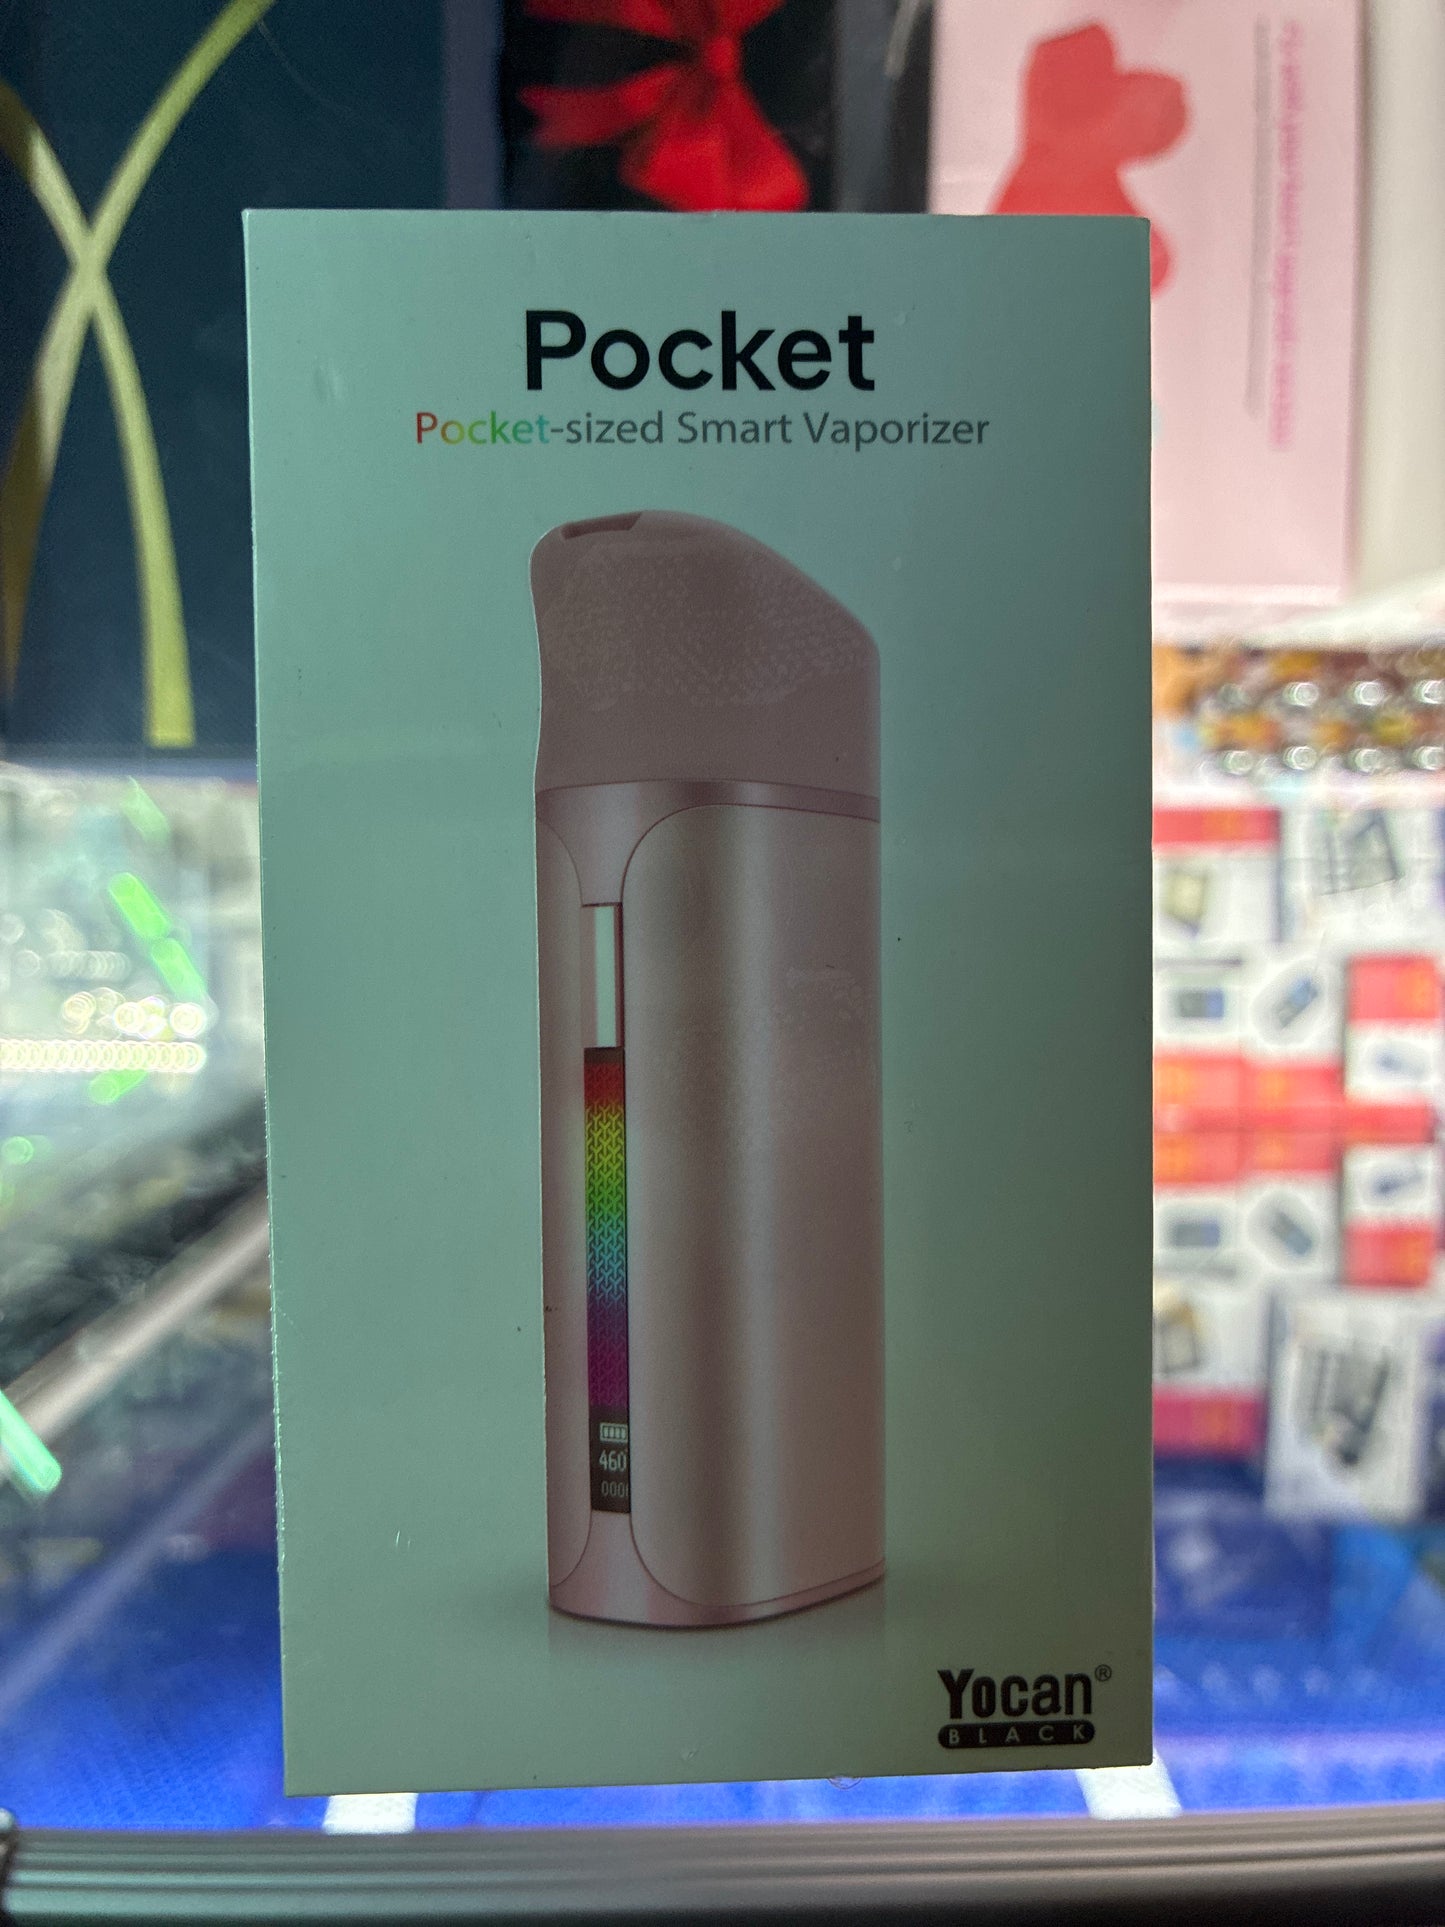 Pocket
Pocket-sized Smart Vaporizer
460
Yocan®
BLACK